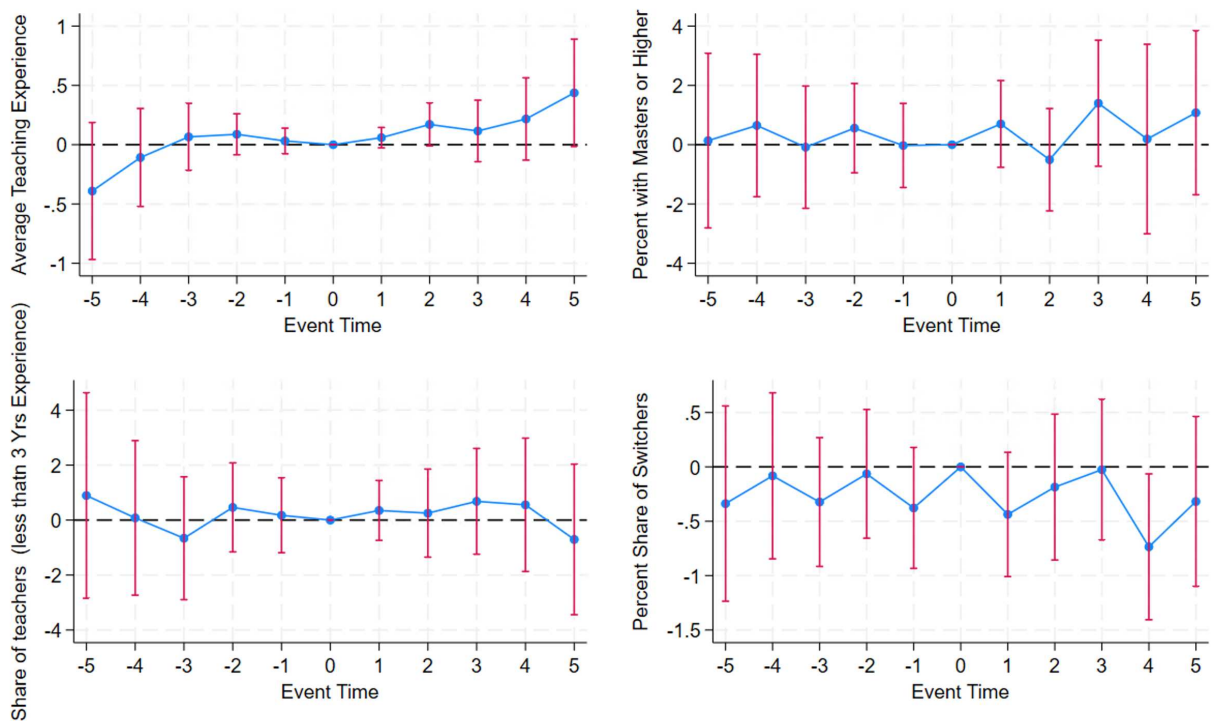 Average Teaching Experience
1
.5
0
-.5
-1
-5 -4 -3 -2 -1 0 1 2 3 4 5
Event Time
Percent with Masters or Higher
4
2
0
-2
-4
-5 -4 -3 -2 -1 0 1 2 3 4 5
Event Time
Share of teachers (less thatn 3 Yrs Experience)
4
2
0
-2
-4
-5 -4 -3 -2 -1 0 1 2 3 4 5
Event Time
Percent Share of Switchers
.5
0
-.5
-1
-1.5
-5 -4 -3 -2 -1 0 1 2 3 4 5
Event Time